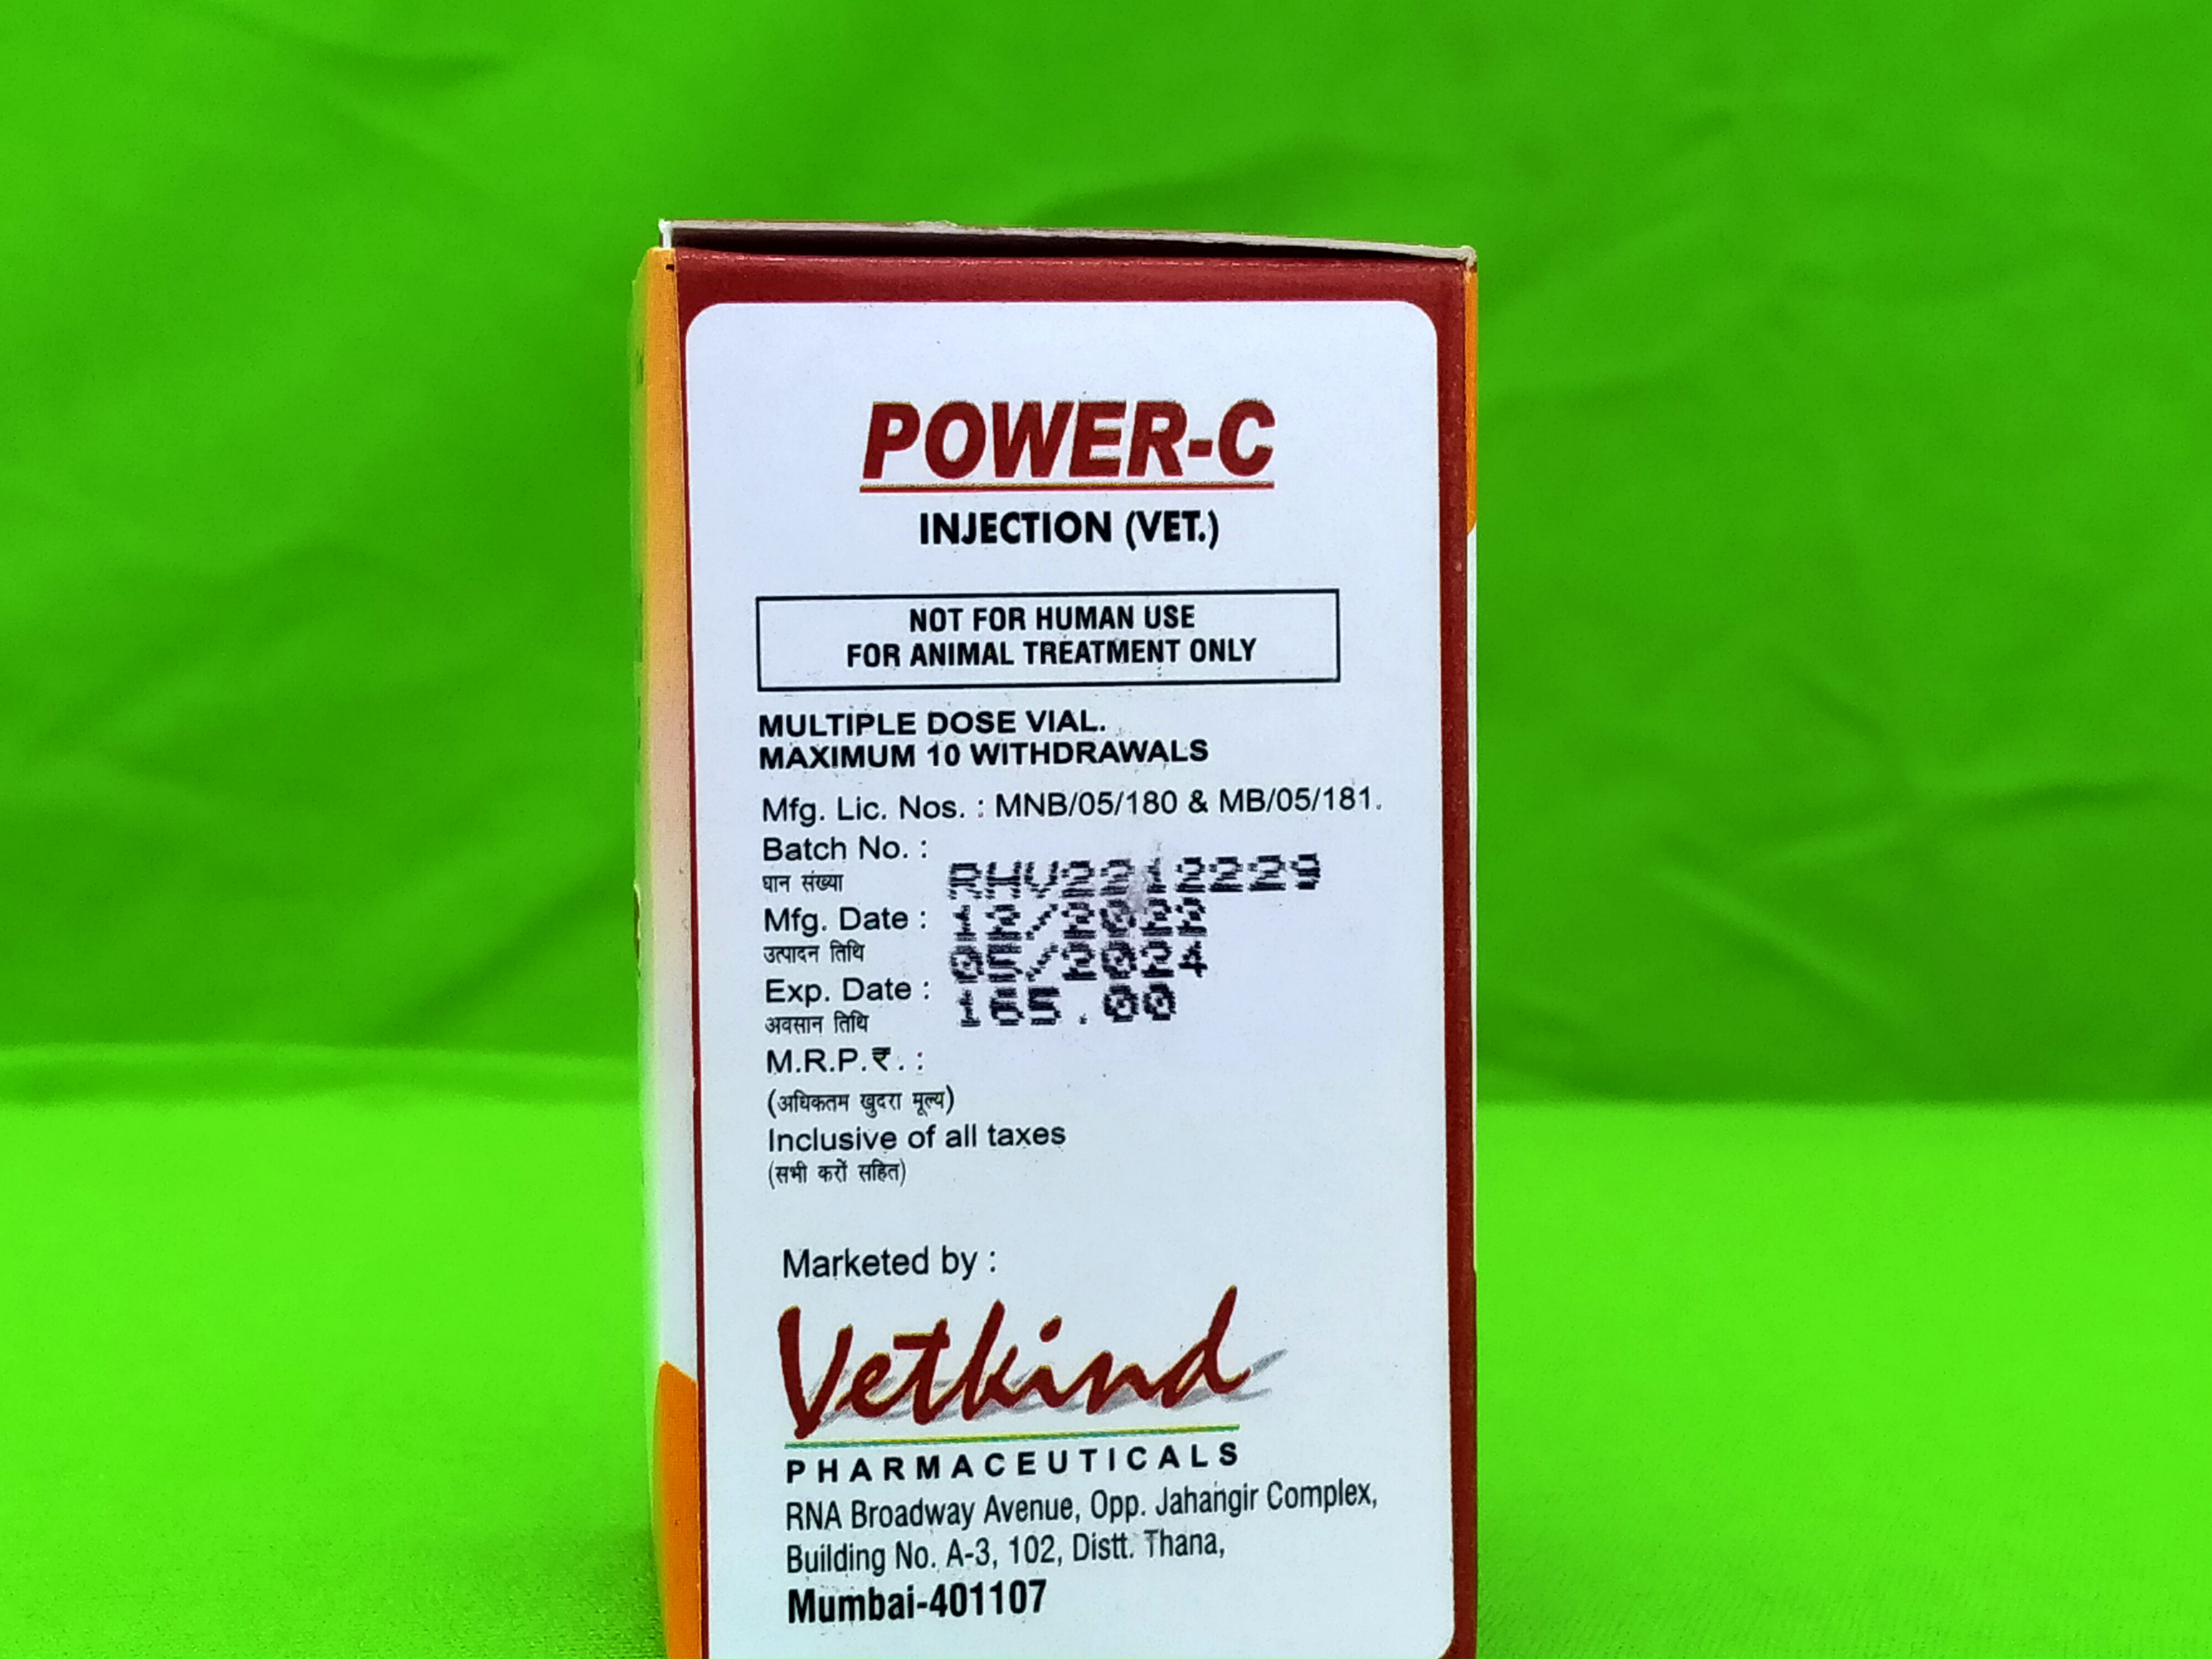 POWER-C
INJECTION (VET.)
NOT FOR HUMAN USE
FOR ANIMAL TREATMENT ONLY
MULTIPLE DOSE VIAL.
MAXIMUM 10 WITHDRAWALS
Mfg. Lic. Nos. : MNB/05/180 & MB/05/181.
Batch No. :
घान संख्या RHV2212229
Mfg. Date : 12/2022
उत्पादन तिथि 05/2024
Exp. Date : 165.00
अवसान तिथि
M.R.P.₹. :
(अधिकतम खुदरा मूल्य)
Inclusive of all taxes
(सभी करों सहित)
Marketed by :
Vetkind
PHARMACEUTICALS
RNA Broadway Avenue, Opp. Jahangir Complex,
Building No. A-3, 102, Distt. Thana,
Mumbai-401107